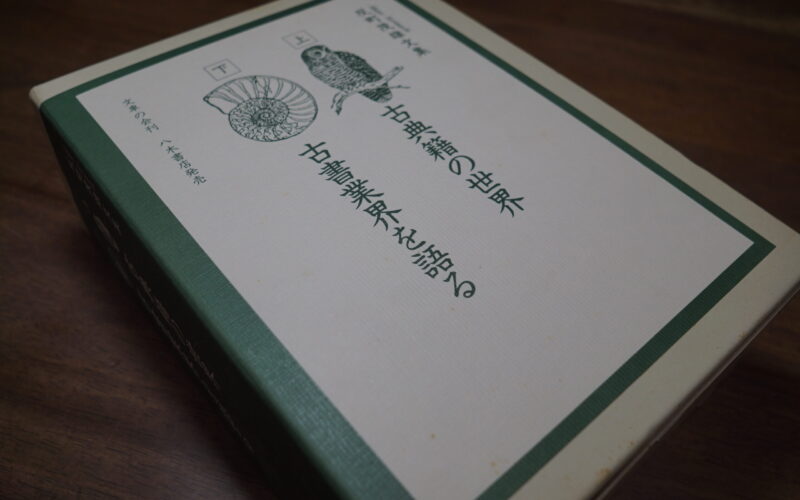 上
古典籍の世界
下
古書業界を語る
文車の会刊 八木書店発売